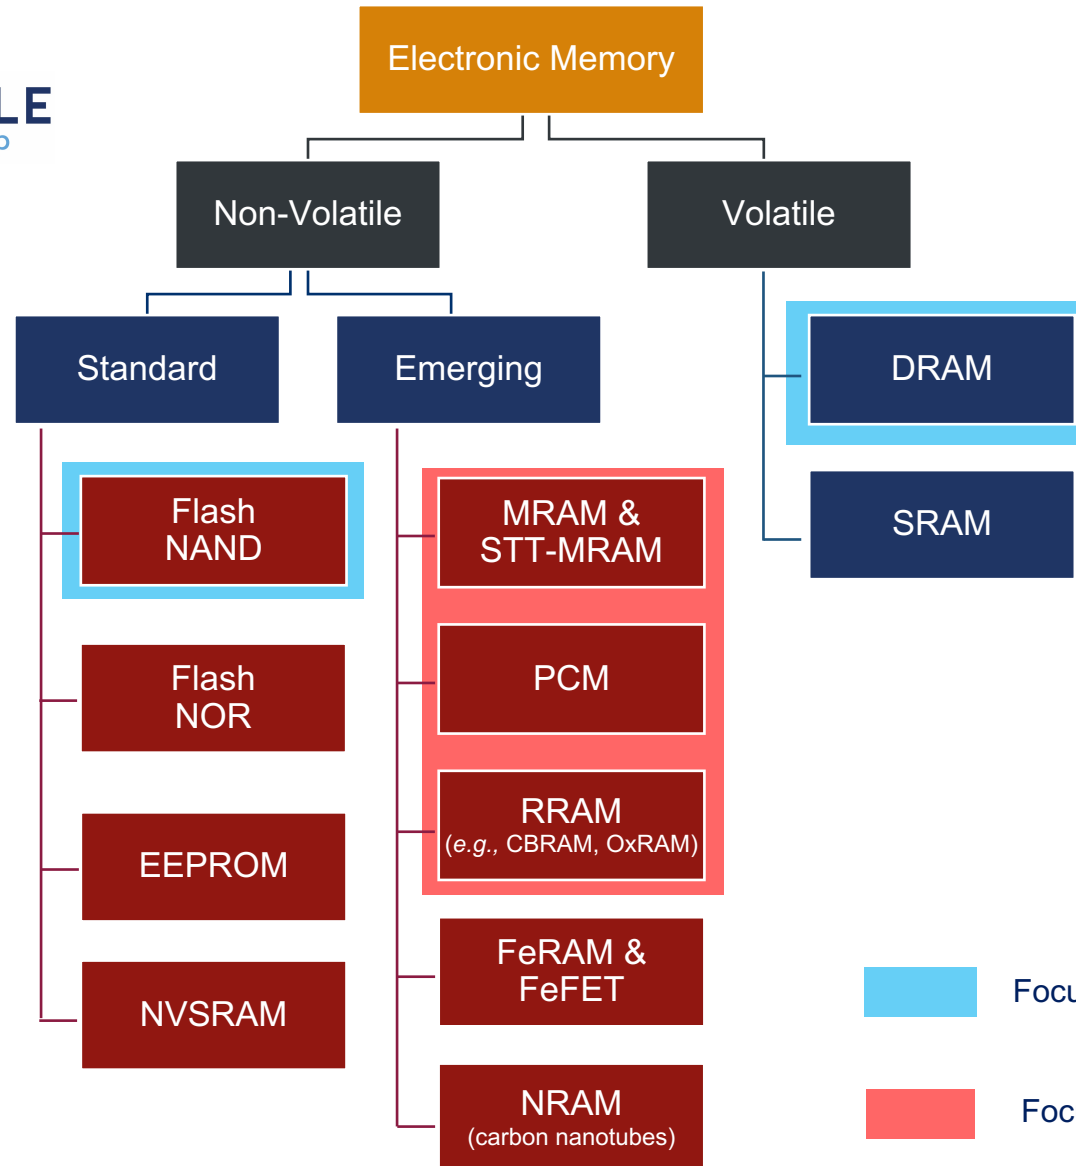 Electronic Memory
LE
Non-Volatile
Volatile
Standard
Emerging
DRAM
Flash
NAND
MRAM &
STT-MRAM
SRAM
Flash
NOR
PCM
RRAM
(e.g., CBRAM, OxRAM)
EEPROM
FeRAM &
FeFET
NVSRAM
NRAM
(carbon nanotubes)